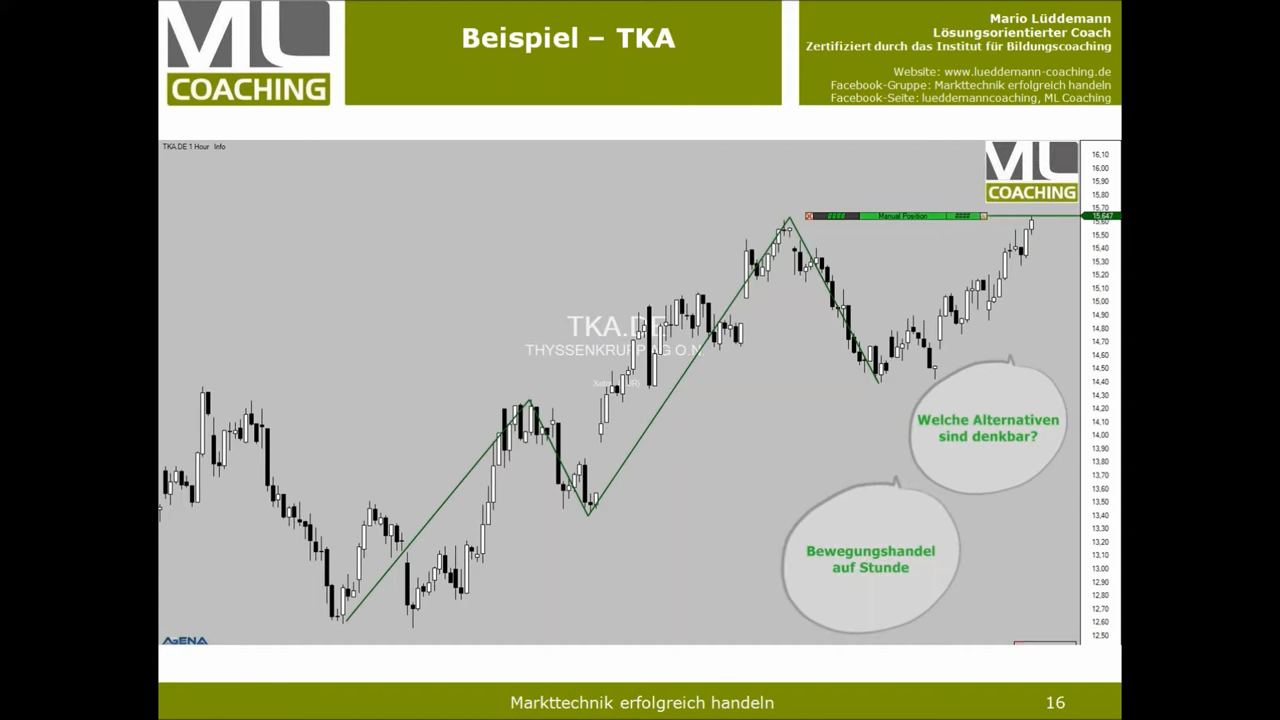 ML
COACHING
Beispiel – TKA
Mario Lüddemann
Lösungsorientierter Coach
Zertifiziert durch das Institut für Bildungscoaching
Website: www.lueddemann-coaching.de
Facebook-Gruppe: Markttechnik erfolgreich handeln
Facebook-Seite: lueddemanncoaching, ML Coaching
TKA.DE 1 Hour Info
ML
COACHING
#### Manual Position ####
16,10
16,00
15,90
15,80
15,70
15,647
15,50
15,40
15,30
15,20
15,10
15,00
14,90
14,80
14,70
14,60
14,50
14,40
14,30
14,20
14,10
14,00
13,90
13,80
13,70
13,60
13,50
13,40
13,30
13,20
13,10
13,00
12,90
12,80
12,70
12,60
12,50
TKA.DE
THYSSENKRUPP AG O.N.
Welche Alternativen
sind denkbar?
Bewegungshandel
auf Stunde
AgENA
Markttechnik erfolgreich handeln
16